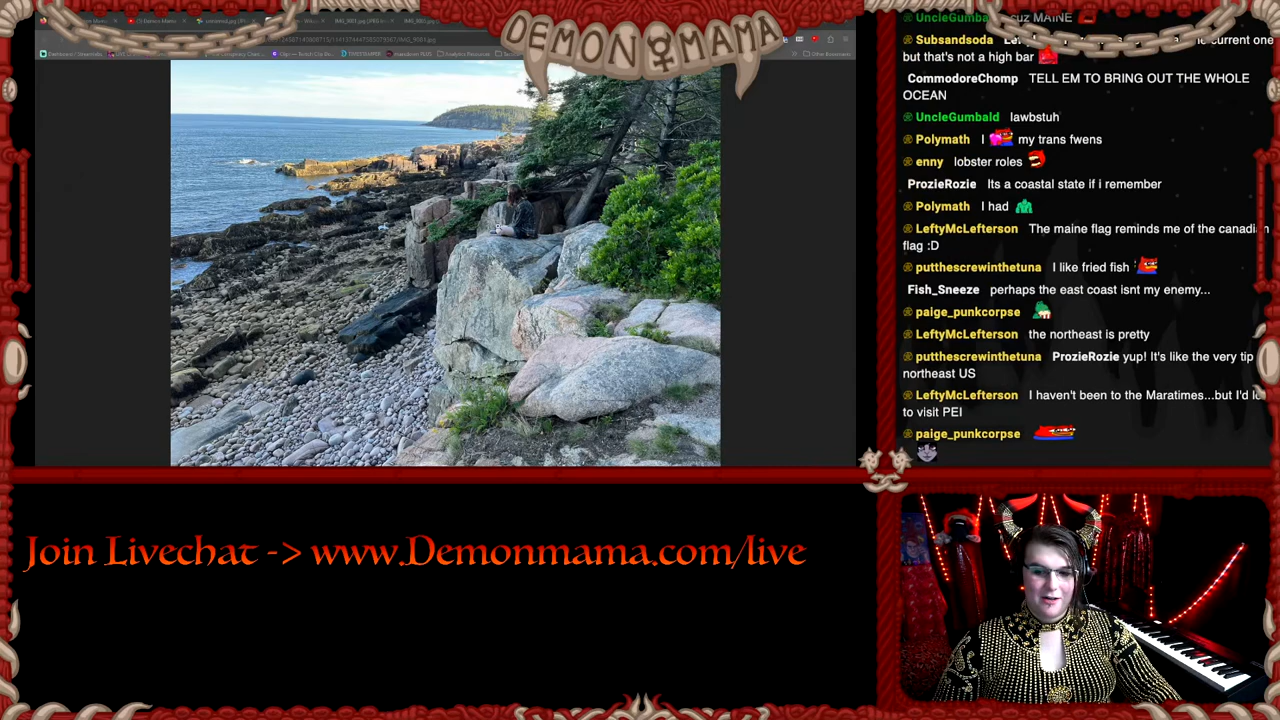 DEMON MAMA
UncleGumba cuz MAINE
Subsandsoda current one
but that's not a high bar
CommodoreChomp TELL EM TO BRING OUT THE WHOLE
OCEAN
UncleGumbald lawbstuh
Polymath I my trans fwens
enny lobster roles
ProzieRozie Its a coastal state if i remember
Polymath I had
LeftyMcLefterson The maine flag reminds me of the canadian
flag :D
putthescrewinthetuna I like fried fish
Fish_Sneeze perhaps the east coast isnt my enemy...
paige_punkcorpse
LeftyMcLefterson the northeast is pretty
putthescrewinthetuna ProzieRozie yup! It's like the very tip
northeast US
LeftyMcLefterson I haven't been to the Maratimes...but I'd
to visit PEI
paige_punkcorpse
Join Livechat -> www.Demonmama.com/live